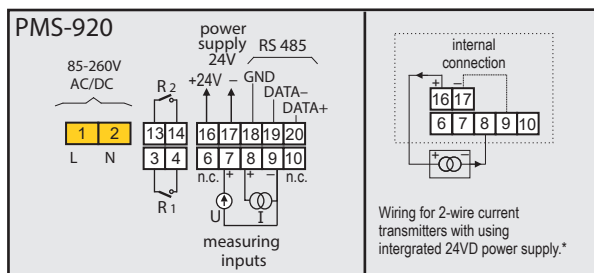 PMS-920
power
supply
24V
RS 485
85-260V
AC/DC
R 2
+24V
–
GND
DATA–
DATA+
1 2
13 14
16 17 18 19 20
L N
3 4
6 7 8 9 10
n.c. + + – n.c.
R 1
U
I
measuring
inputs
internal
connection
+ –
16 17
6 7 8 9 10
+ –
Wiring for 2-wire current
transmitters with using
intergrated 24VD power supply.*